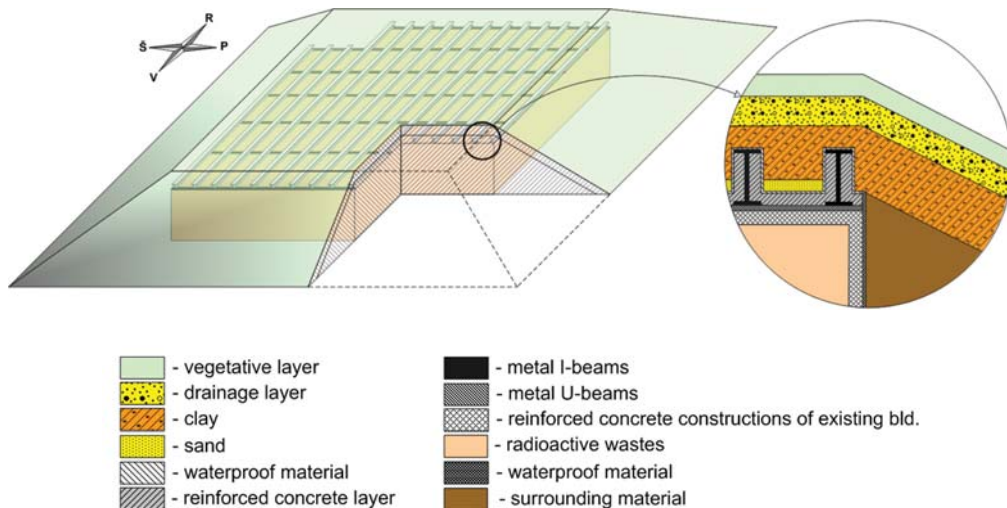 R
Š P
V
- vegetative layer
- drainage layer
- clay
- sand
- waterproof material
- reinforced concrete layer
- metal I-beams
- metal U-beams
- reinforced concrete constructions of existing bld.
- radioactive wastes
- waterproof material
- surrounding material